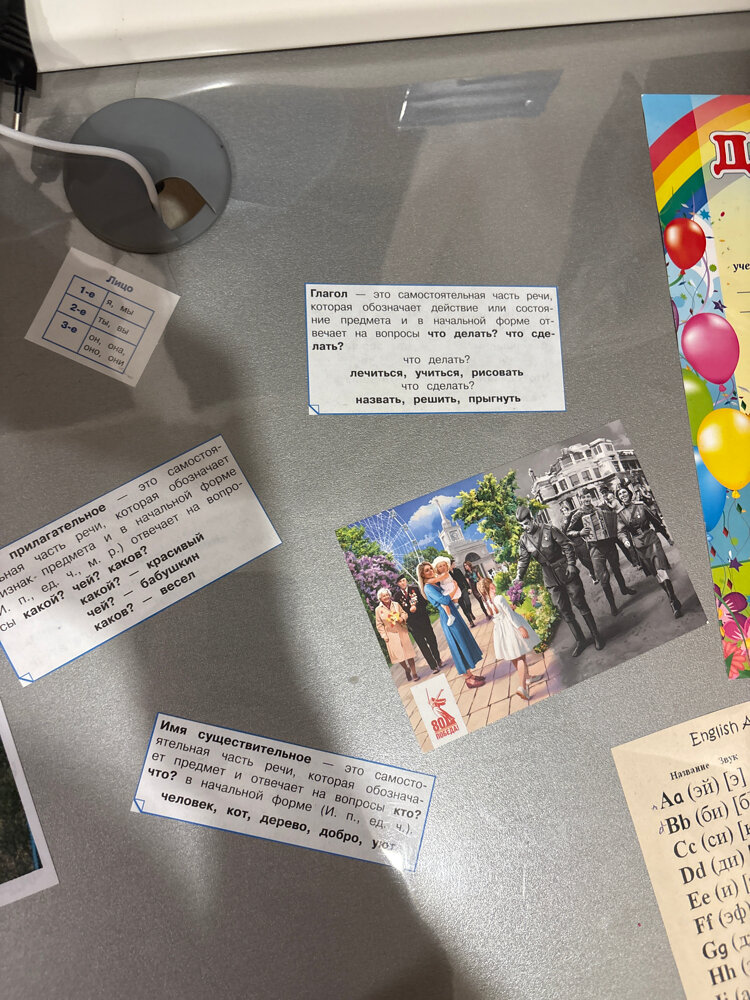 Лицо
1-е я, мы
2-е ты, вы
3-е он, она,
оно, они
Глагол — это самостоятельная часть речи,
которая обозначает действие или состоя-
ние предмета и в начальной форме от-
вечает на вопросы что делать? что сде-
лать?
что делать?
лечиться, учиться, рисовать
что сделать?
назвать, решить, прыгнуть
прилагательное — это самостоя-
ная часть речи, которая обозначает
признак предмета и в начальной форме
(И. п., ед. ч., м. р.) отвечает на вопро-
сы какой? чей? каков?
какой? — красивый
чей? — бабушкин
каков? — весел
Имя существительное — это самосто-
ятельная часть речи, которая обознача-
ет предмет и отвечает на вопросы кто?
что? в начальной форме (И. п., ед. ч.).
человек, кот, дерево, добро, уют
80
ПОБЕДА!
Д
уче
English A
Название Звук
Aa (эй) [э]
Bb (би) [б
Cc (си) [к
Dd (ди) [
Ee (и) [
Ff (эф)
Gg (д
Hh (